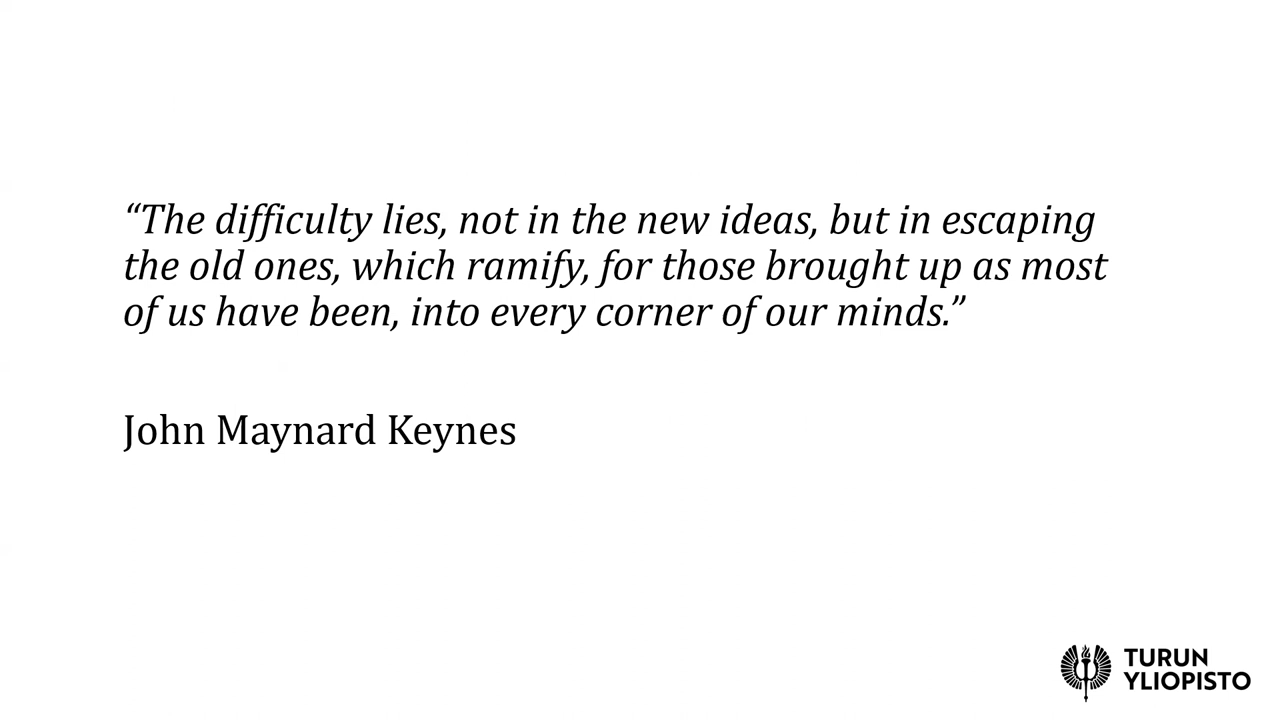 “The difficulty lies, not in the new ideas, but in escaping
the old ones, which ramify, for those brought up as most
of us have been, into every corner of our minds.”
John Maynard Keynes
TURUN
YLIOPISTO